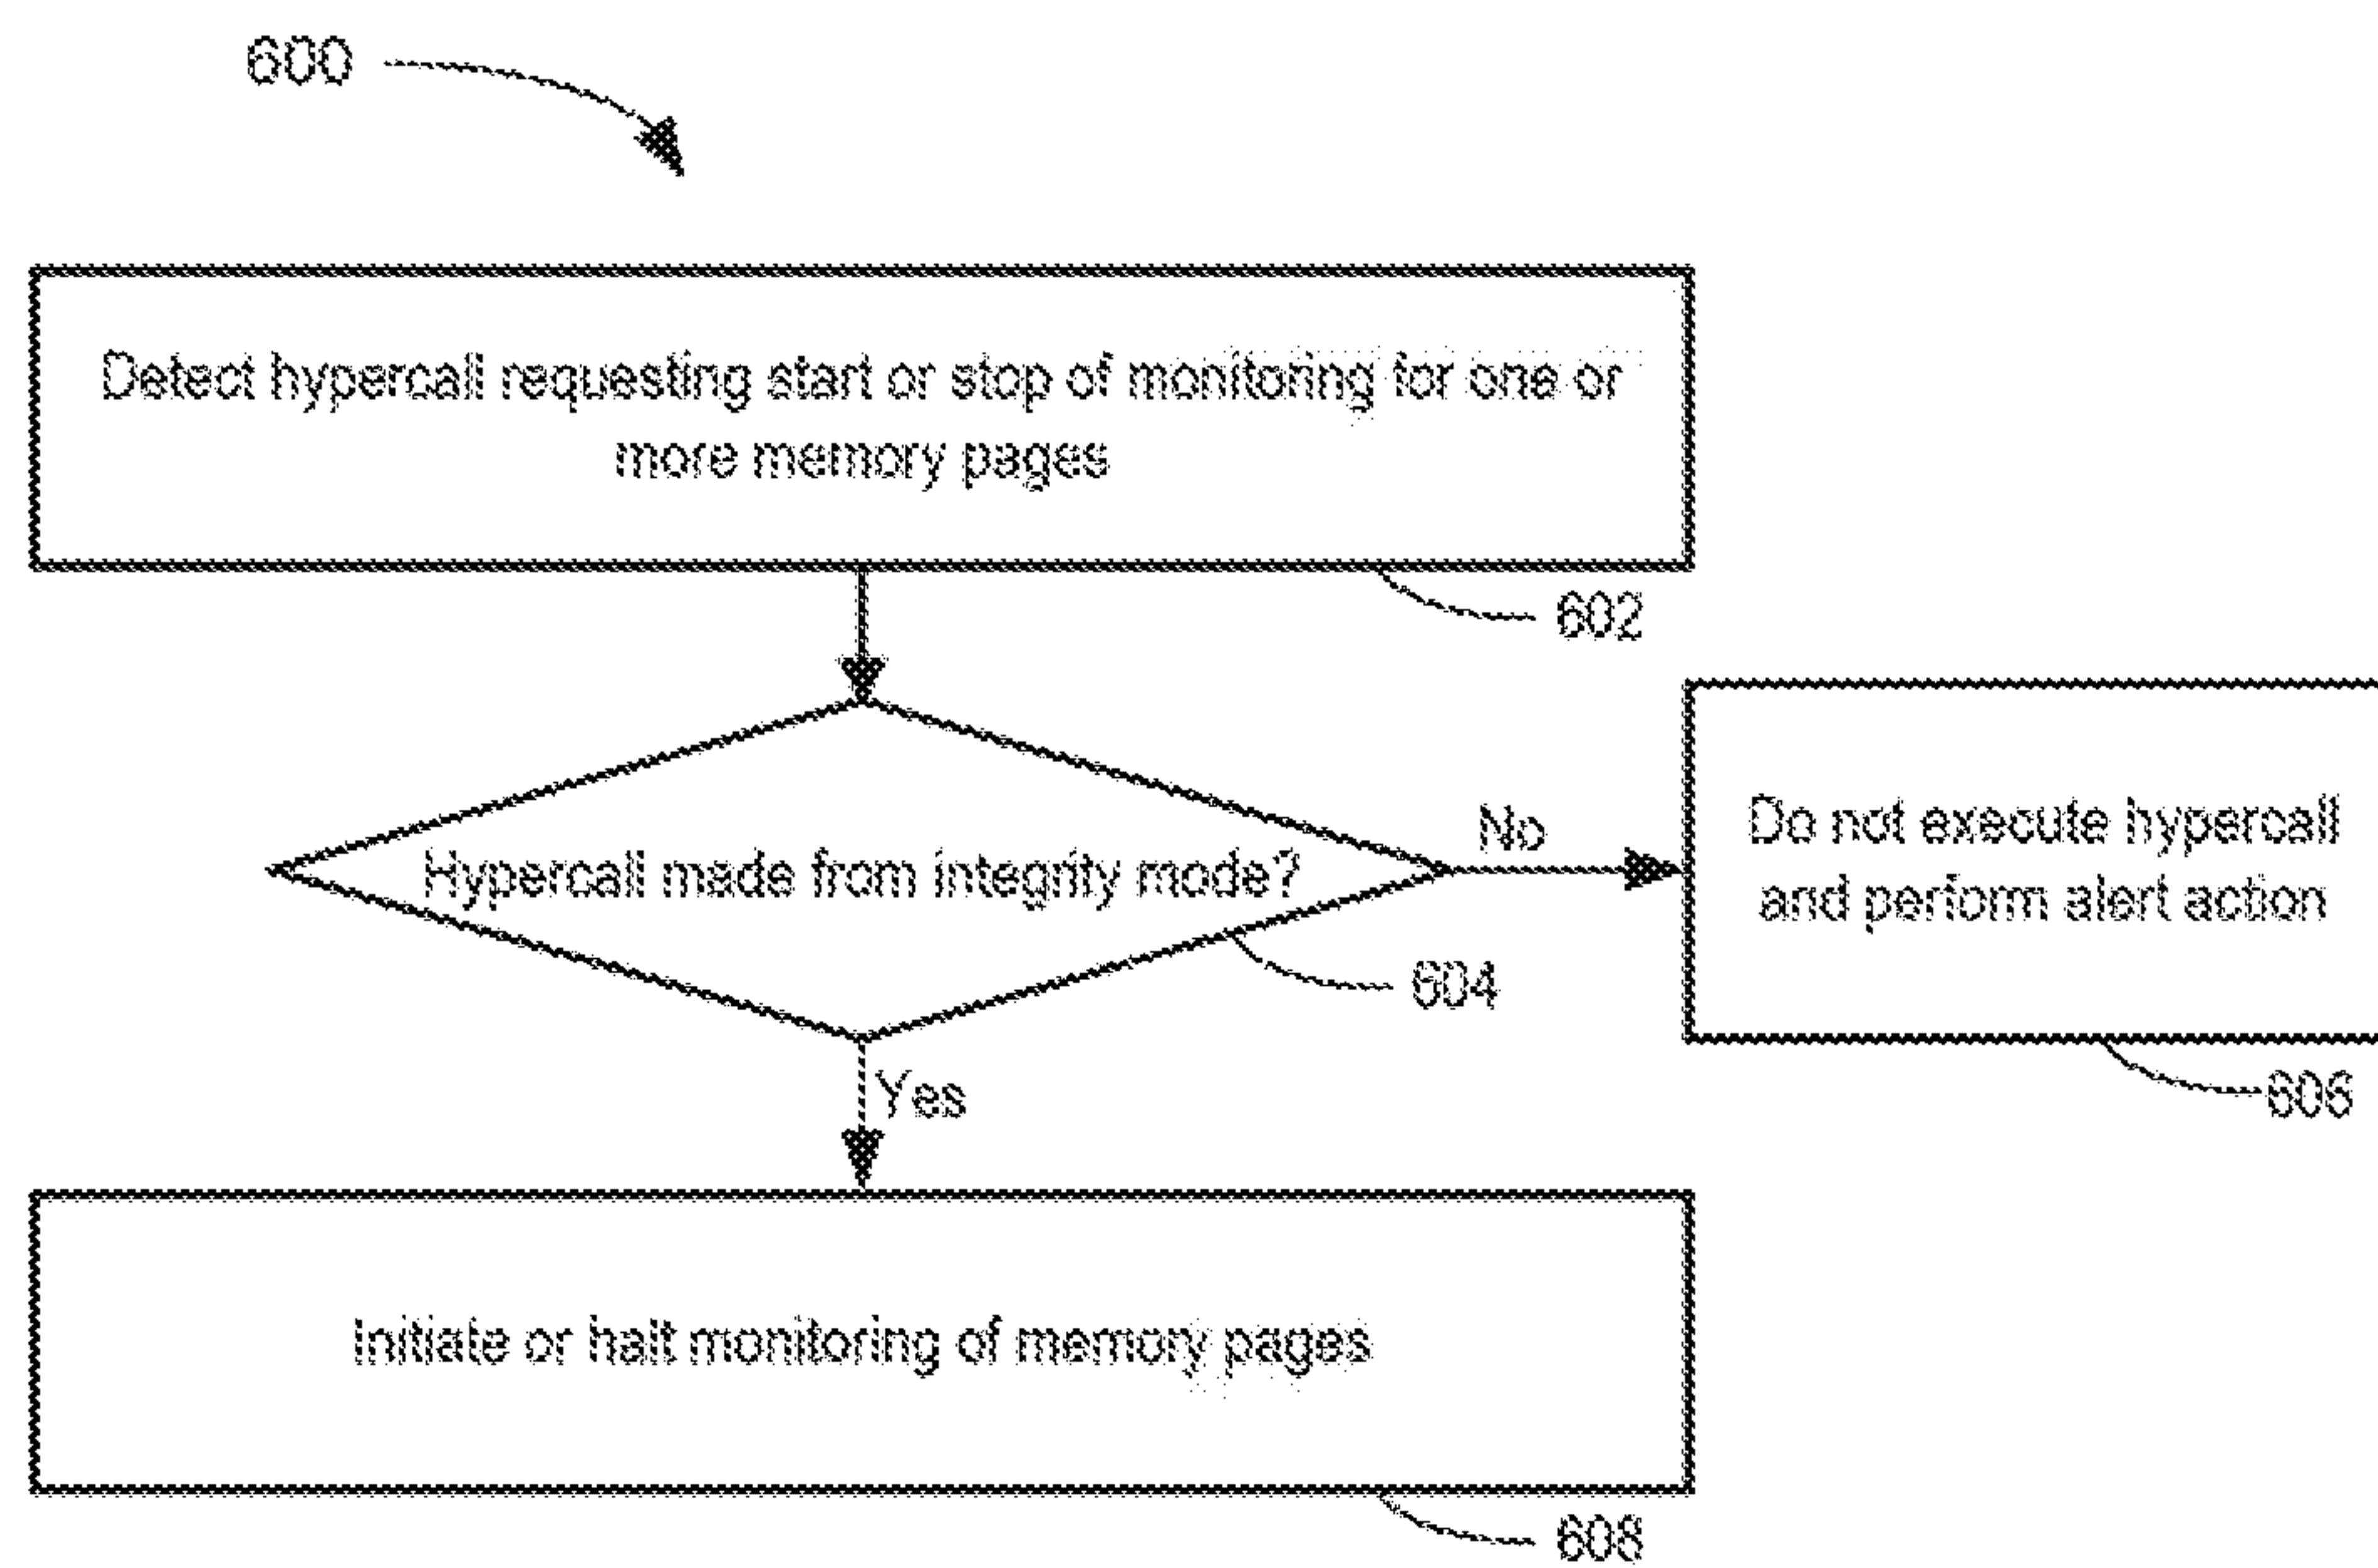 600
Detect hypercall requesting start or stop of monitoring for one or
more memory pages
602
Hypercall made from integrity mode?
No
Do not execute hypercall
and perform alert action
604
606
Yes
Initiate or halt monitoring of memory pages
608